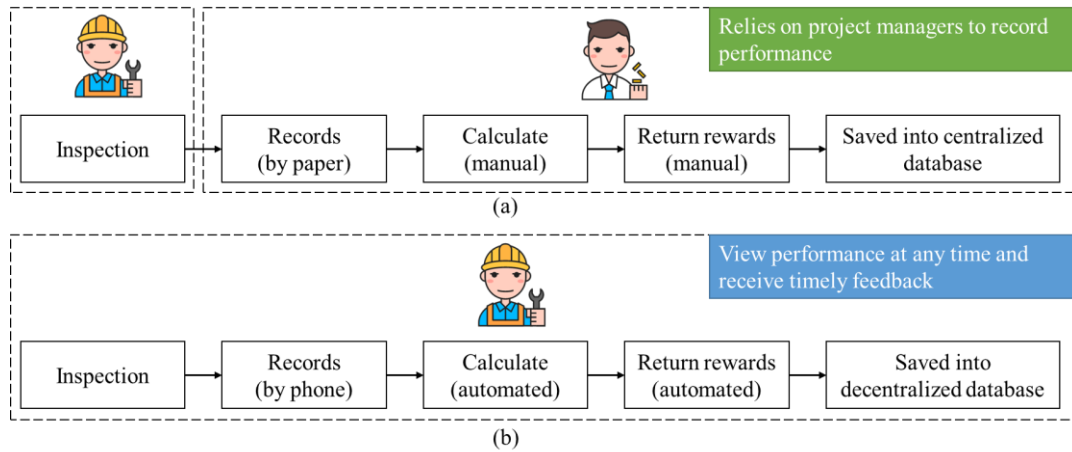 Relies on project managers to record
performance
Inspection
Records
(by paper)
Calculate
(manual)
Return rewards
(manual)
Saved into centralized
database
(a)
View performance at any time and
receive timely feedback
Inspection
Records
(by phone)
Calculate
(automated)
Return rewards
(automated)
Saved into
decentralized database
(b)